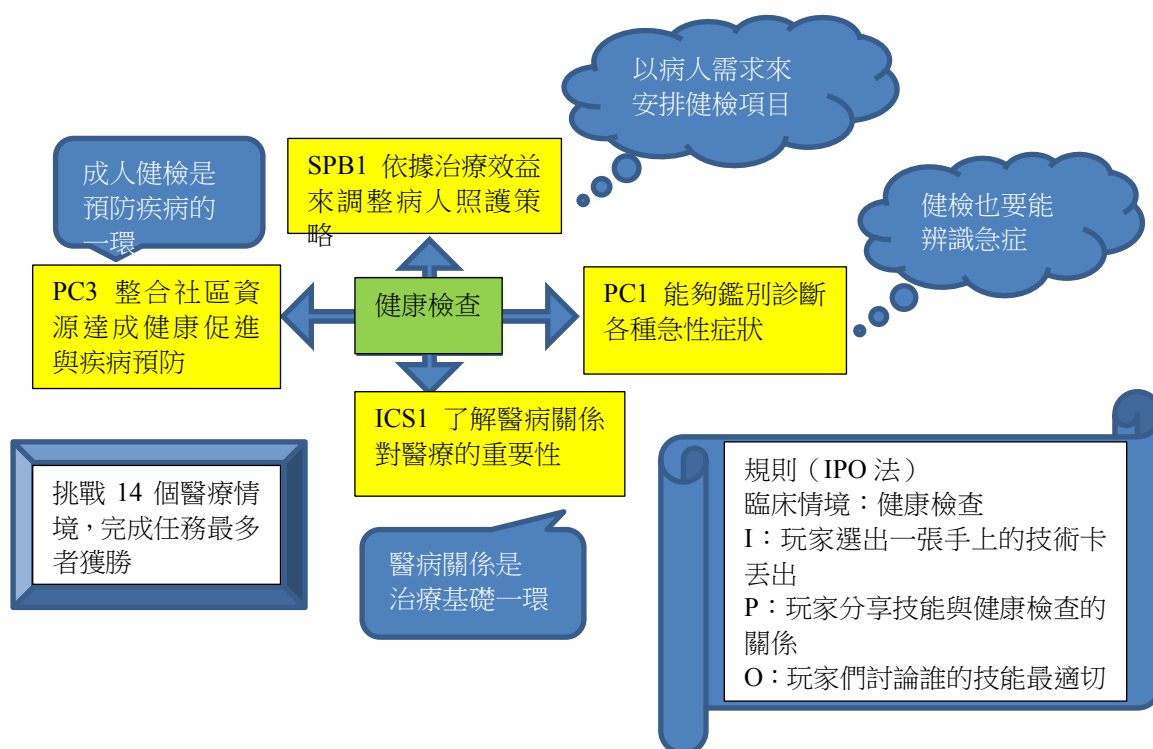 以病人需求來
安排健檢項目
成人健檢是
預防疾病的
一環
SPB1 依據治療效益
來調整病人照護策
略
健檢也要能
辨識急症
PC3 整合社區資
源達成健康促進
與疾病預防
健康檢查
PC1 能夠鑑別診斷
各種急性症狀
ICS1 了解醫病關係
對醫療的重要性
挑戰 14 個醫療情
境，完成任務最多
者獲勝
醫病關係是
治療基礎一環
規則（IPO 法）
臨床情境：健康檢查
I：玩家選出一張手上的技術卡
丟出
P：玩家分享技能與健康檢查的
關係
O：玩家們討論誰的技能最適切